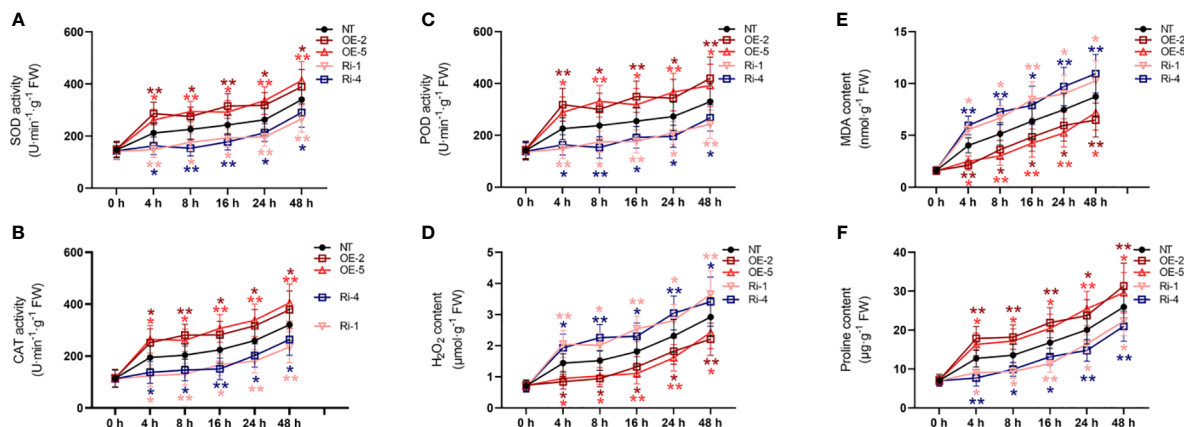 A
SOD activity
(U·min⁻¹·g⁻¹ FW)
600
400
200
0
0 h 4 h 8 h 16 h 24 h 48 h
** ** ** * *
* * ** ** **
** * * ** **
* ** ** * *
NT
OE-2
OE-5
Ri-1
Ri-4
C
POD activity
(U·min⁻¹·g⁻¹ FW)
600
400
200
0
0 h 4 h 8 h 16 h 24 h 48 h
** * ** * **
* ** * ** *
** * ** * **
* ** * * *
NT
OE-2
OE-5
Ri-1
Ri-4
E
MDA content
(nmol·g⁻¹ FW)
15
10
5
0
0 h 4 h 8 h 16 h 24 h 48 h
* * ** * *
** ** * ** **
** * * * **
* ** ** ** *
NT
OE-2
OE-5
Ri-1
Ri-4
B
CAT activity
(U·min⁻¹·g⁻¹ FW)
600
400
200
0
0 h 4 h 8 h 16 h 24 h 48 h
* ** * * *
* * ** ** **
* * ** * *
* ** * ** **
NT
OE-2
OE-5
Ri-4
Ri-1
D
H₂O₂ content
(μmol·g⁻¹ FW)
5
4
3
2
1
0
0 h 4 h 8 h 16 h 24 h 48 h
** * ** * **
* ** * ** *
* * * * **
* * ** ** *
NT
OE-2
OE-5
Ri-1
Ri-4
F
Proline content
(μg·g⁻¹ FW)
40
30
20
10
0
0 h 4 h 8 h 16 h 24 h 48 h
** ** ** * **
* * * ** *
* * ** * *
** * * ** **
NT
OE-2
OE-5
Ri-1
Ri-4